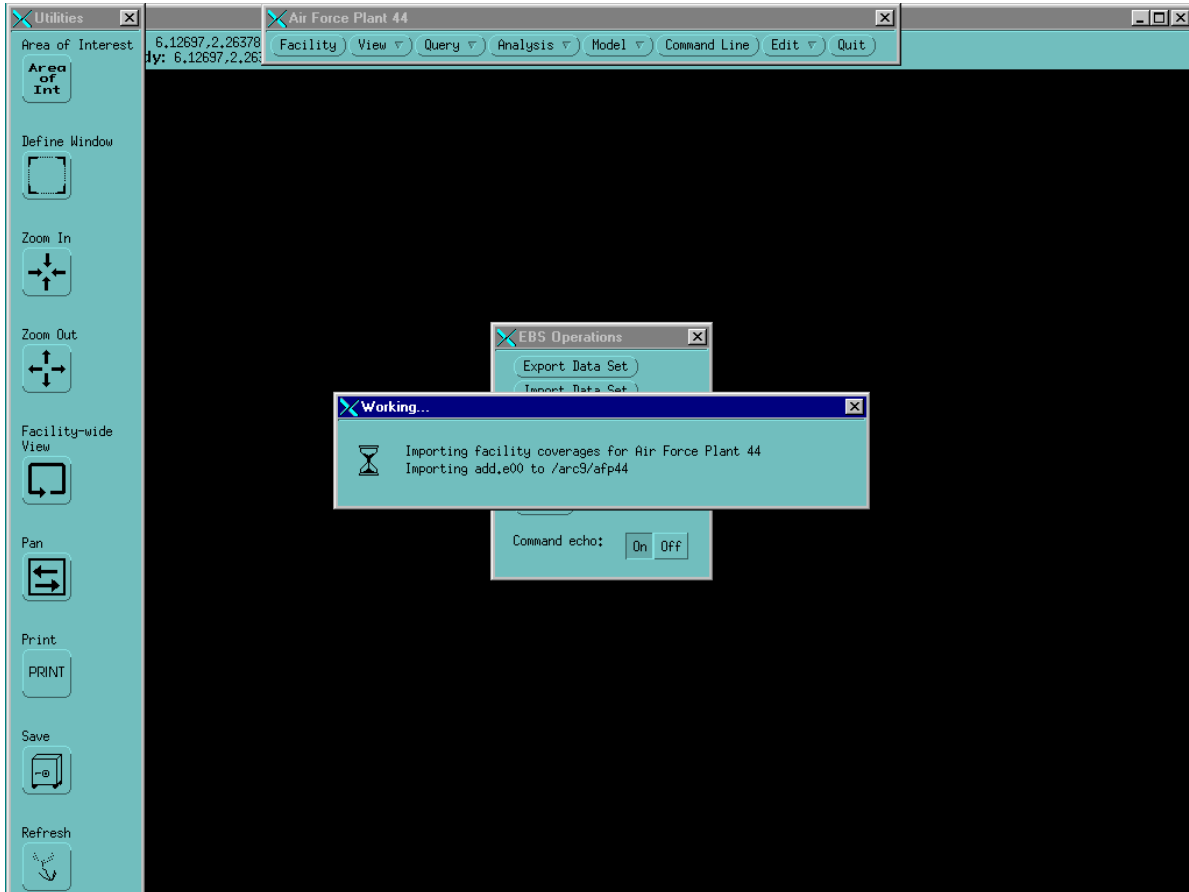 Utilities
Area of Interest
Area
of
Int
Define Window
Zoom In
Zoom Out
Facility-wide
View
Pan
Print
PRINT
Save
Refresh
6.12697,2.26378
dy: 6.12697,2.263
Air Force Plant 44
Facility View Query Analysis Model Command Line Edit Quit
EBS Operations
Export Data Set
Import Data Set
Working...
Importing facility coverages for Air Force Plant 44
Importing add.e00 to /arc9/afp44
Command echo: On Off